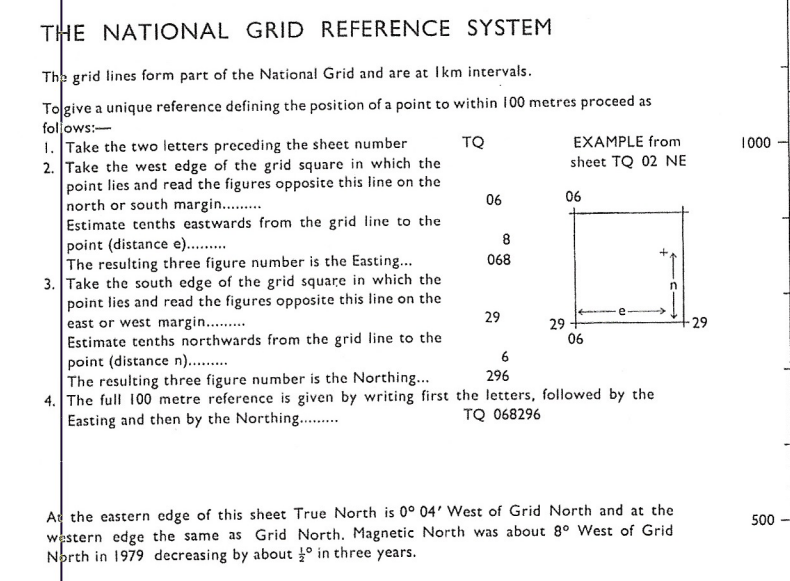 THE NATIONAL GRID REFERENCE SYSTEM
The grid lines form part of the National Grid and are at 1km intervals.
To give a unique reference defining the position of a point to within 100 metres proceed as
follows:—
1. Take the two letters preceding the sheet number TQ
2. Take the west edge of the grid square in which the
point lies and read the figures opposite this line on the
north or south margin......... 06
Estimate tenths eastwards from the grid line to the
point (distance e)......... 8
The resulting three figure number is the Easting... 068
3. Take the south edge of the grid square in which the
point lies and read the figures opposite this line on the
east or west margin......... 29
Estimate tenths northwards from the grid line to the
point (distance n)......... 6
The resulting three figure number is the Northing... 296
4. The full 100 metre reference is given by writing first the letters, followed by the
Easting and then by the Northing......... TQ 068296
EXAMPLE from
sheet TQ 02 NE
06
n
e
29
29
06
At the eastern edge of this sheet True North is 0° 04′ West of Grid North and at the
western edge the same as Grid North. Magnetic North was about 8° West of Grid
North in 1979 decreasing by about ½° in three years.
1000
500